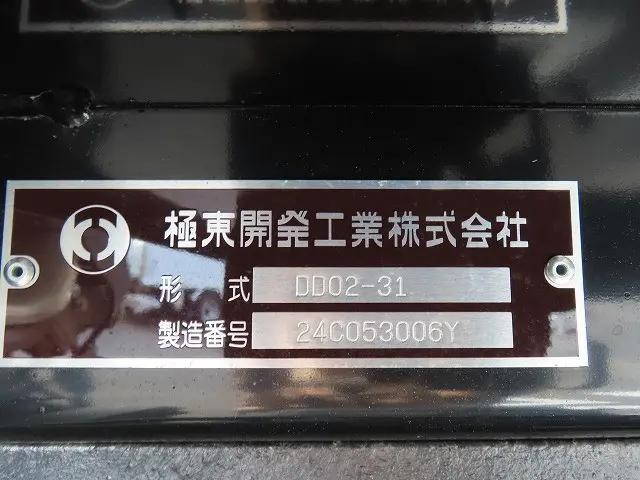 極東開発工業株式会社
形 式 DD02-31
製造番号 24C053006Y